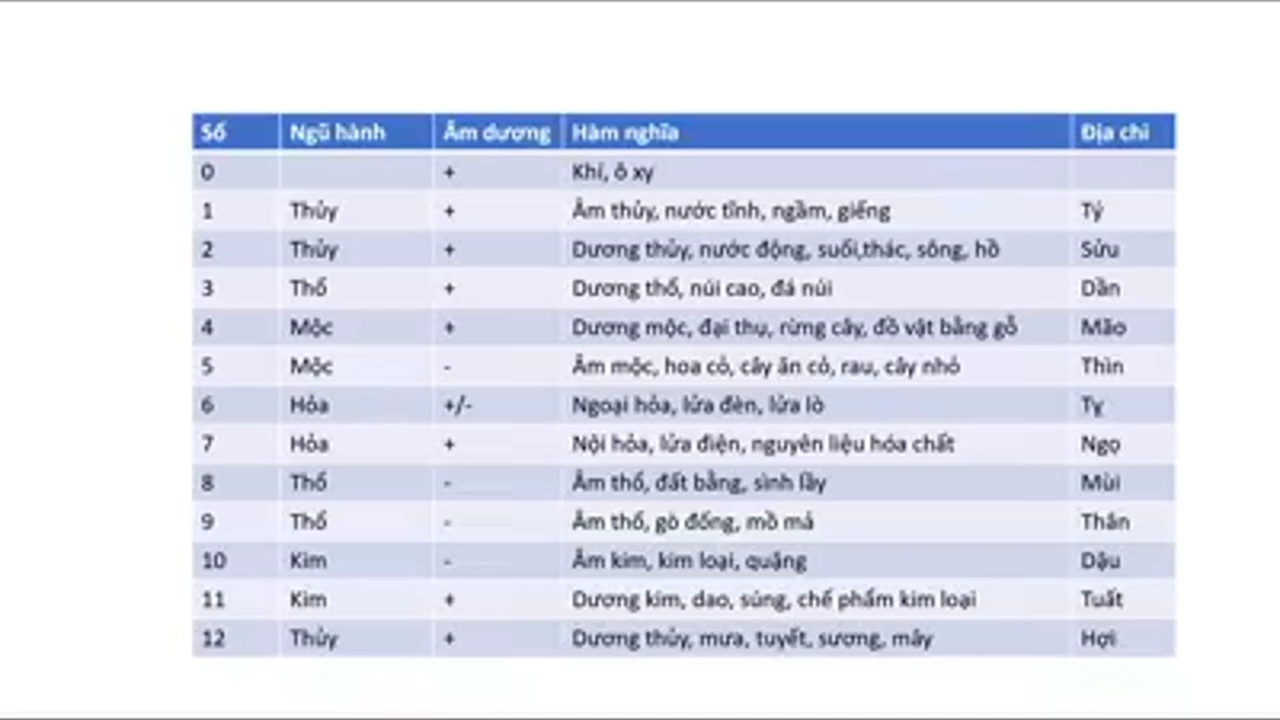 Số Ngũ hành Âm dương Hàm nghĩa Địa chi
0 + Khí, ô xy
1 Thủy + Âm thủy, nước tĩnh, ngầm, giếng Tý
2 Thủy + Dương thủy, nước động, suối,thác, sông, hồ Sửu
3 Thổ + Dương thổ, núi cao, đá núi Dần
4 Mộc + Dương mộc, đại thụ, rừng cây, đồ vật bằng gỗ Mão
5 Mộc - Âm mộc, hoa cỏ, cây ăn cỏ, rau, cây nhỏ Thìn
6 Hỏa +/- Ngoại hỏa, lửa đèn, lửa lò Tỵ
7 Hỏa + Nội hỏa, lửa điện, nguyên liệu hóa chất Ngọ
8 Thổ - Âm thổ, đất bằng, sình lầy Mùi
9 Thổ - Âm thổ, gò đống, mồ mả Thân
10 Kim - Âm kim, kim loại, quặng Dậu
11 Kim + Dương kim, dao, súng, chế phẩm kim loại Tuất
12 Thủy + Dương thủy, mưa, tuyết, sương, mây Hợi